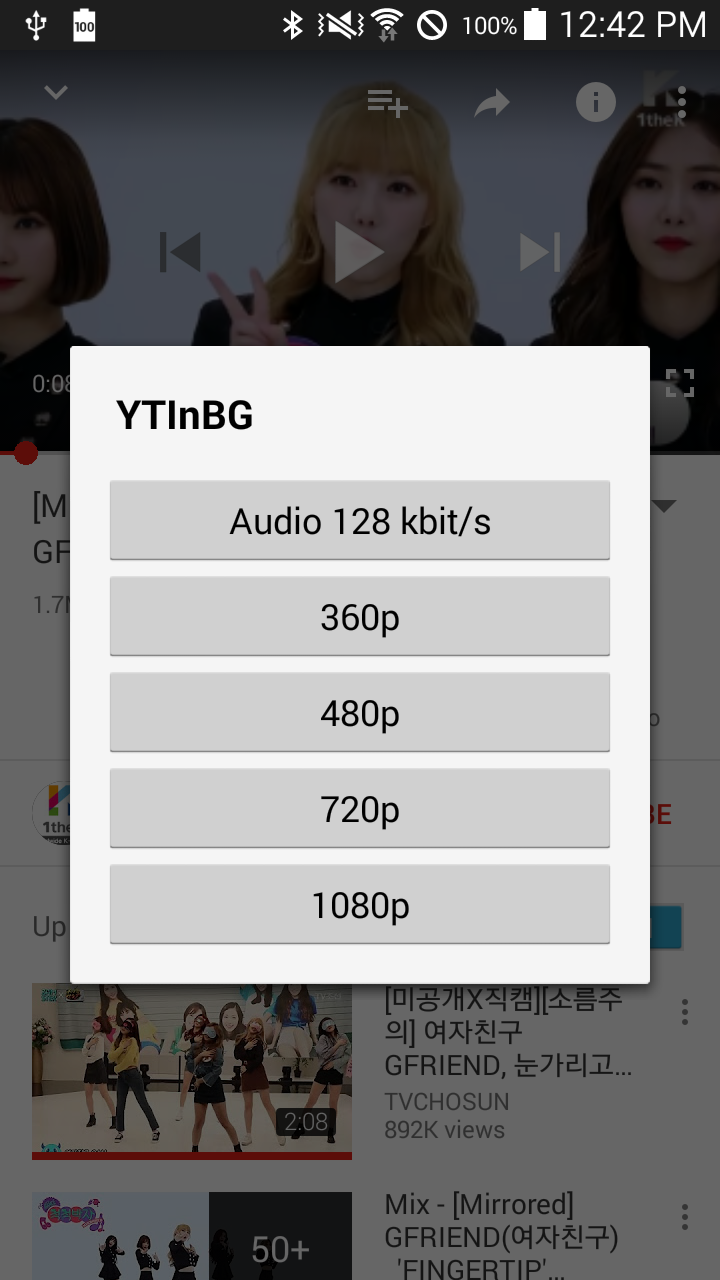 100
100%
12:42 PM
1theK
0:08
YTInBG
Audio 128 kbit/s
360p
480p
720p
1080p
[M
GF
1.7
1the
BE
Up
[미공개X직캠][소름주
의] 여자친구
GFRIEND, 눈가리고...
TVCHOSUN
892K views
2:08
Mix - [Mirrored]
GFRIEND(여자친구)
'FINGERTIP'...
50+